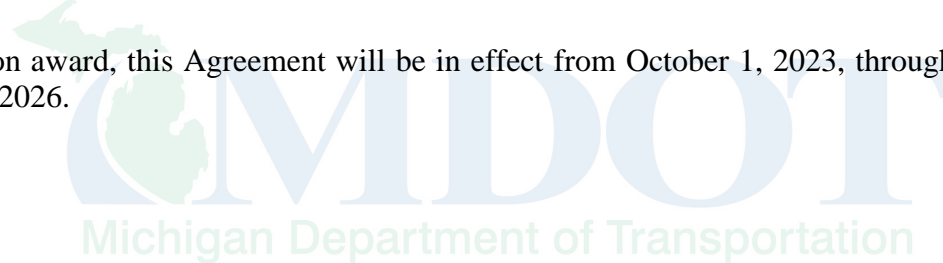 on award, this Agreement will be in effect from October 1, 2023, through
2026.
MDOT
Michigan Department of Transportation